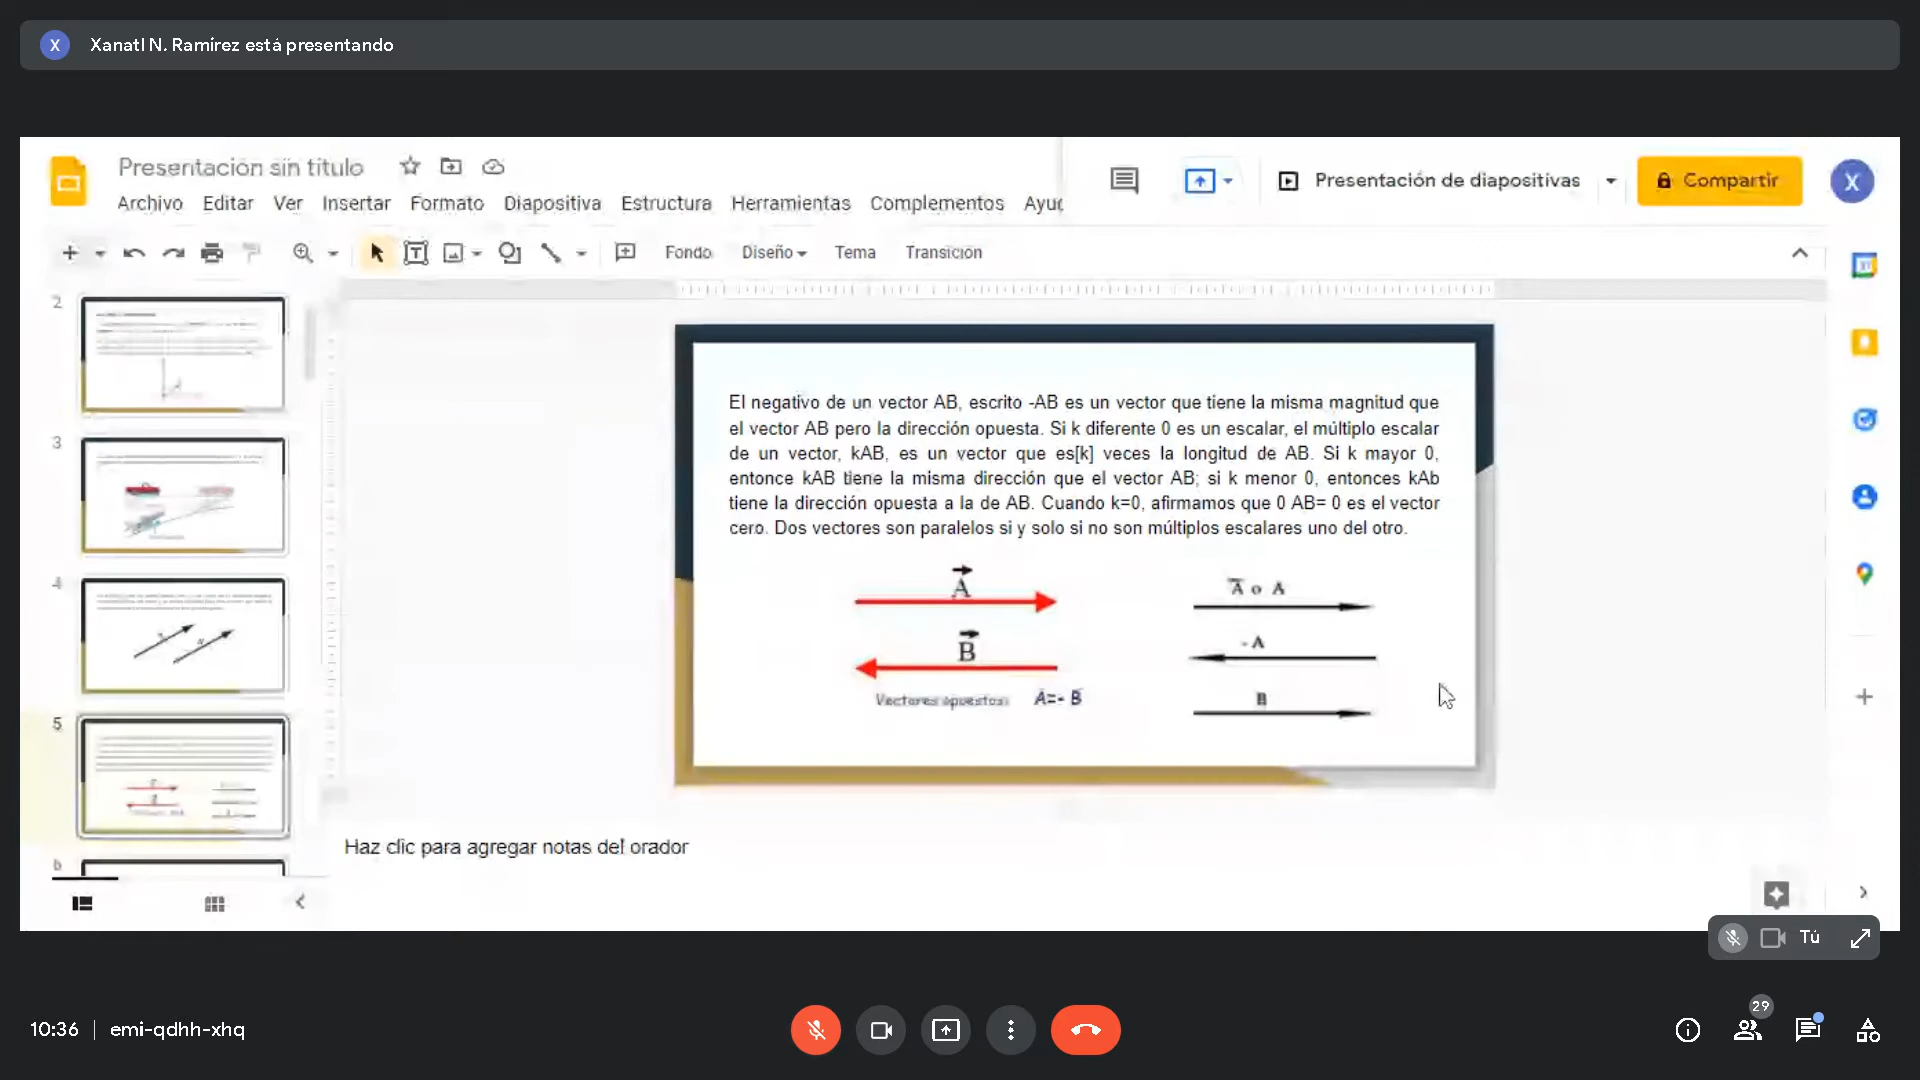 X Xanatl N. Ramírez está presentando
Presentación sin título
Presentación de diapositivas
Compartir
X
Archivo Editar Ver Insertar Formato Diapositiva Estructura Herramientas Complementos Ayuc
Fondo Diseño Tema Transición
2
3
4
5
6
El negativo de un vector AB, escrito -AB es un vector que tiene la misma magnitud que
el vector AB pero la dirección opuesta. Si k diferente 0 es un escalar, el múltiplo escalar
de un vector, kAB, es un vector que es[k] veces la longitud de AB. Si k mayor 0,
entonce kAB tiene la misma dirección que el vector AB; si k menor 0, entonces kAb
tiene la dirección opuesta a la de AB. Cuando k=0, afirmamos que 0 AB= 0 es el vector
cero. Dos vectores son paralelos si y solo si no son múltiplos escalares uno del otro.
A
B
Vectores opuestos: A=- B
A o A
- A
B
Haz clic para agregar notas del orador
Tú
10:36 | emi-qdhh-xhq
29